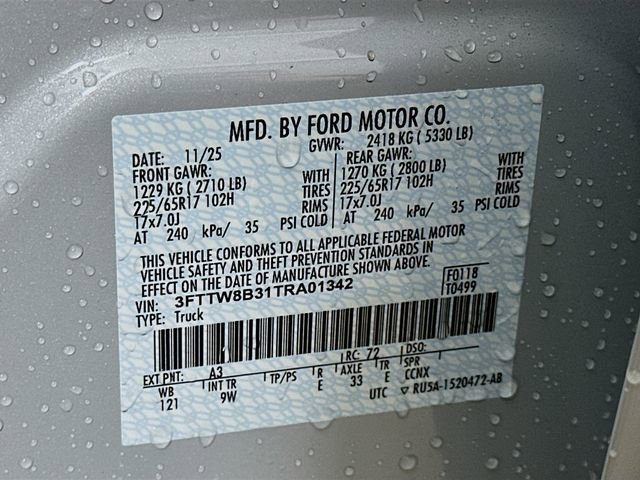 MFD. BY FORD MOTOR CO.
DATE: 11/25 GVWR: 2418 KG ( 5330 LB)
FRONT GAWR: REAR GAWR:
1229 KG ( 2710 LB) WITH 1270 KG ( 2800 LB) WITH
225/65R17 102H TIRES 225/65R17 102H TIRES
17x7.0J RIMS 17x7.0J RIMS
AT 240 kPa/ 35 PSI COLD AT 240 kPa/ 35 PSI COLD
THIS VEHICLE CONFORMS TO ALL APPLICABLE FEDERAL MOTOR
VEHICLE SAFETY AND THEFT PREVENTION STANDARDS IN
EFFECT ON THE DATE OF MANUFACTURE SHOWN ABOVE.
VIN: 3FTTW8B31TRA01342 F0118
TYPE: Truck T0499
EXT PNT: A3 RC: 72 DSO:
WB INT TR TP/PS R AXLE TR SPR
121 9W E 33 E CCNX
UTC ▽ RU5A-1520472-AB